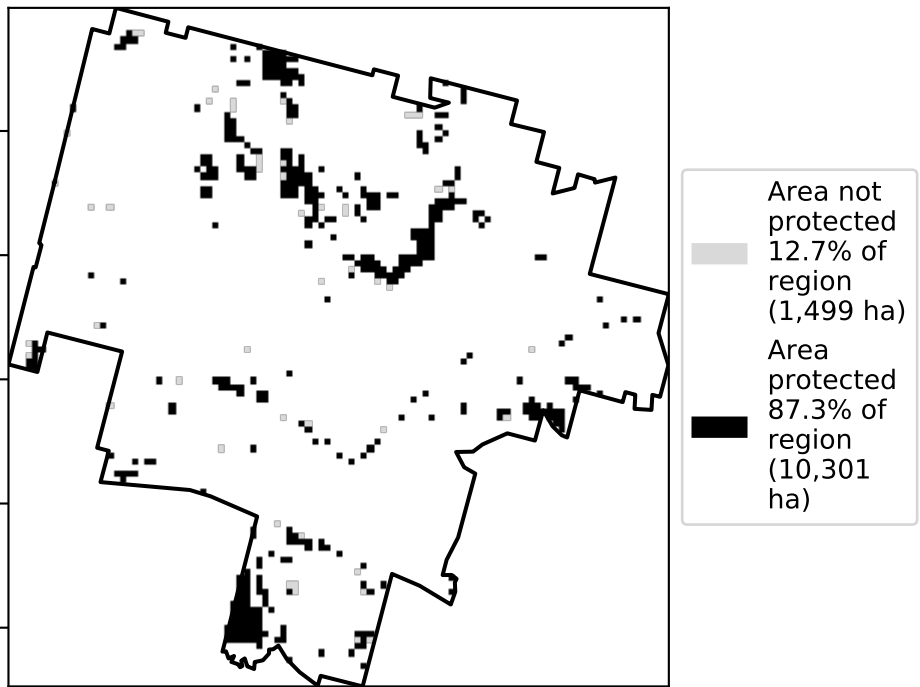 Area not
protected
12.7% of
region
(1,499 ha)
Area
protected
87.3% of
region
(10,301
ha)